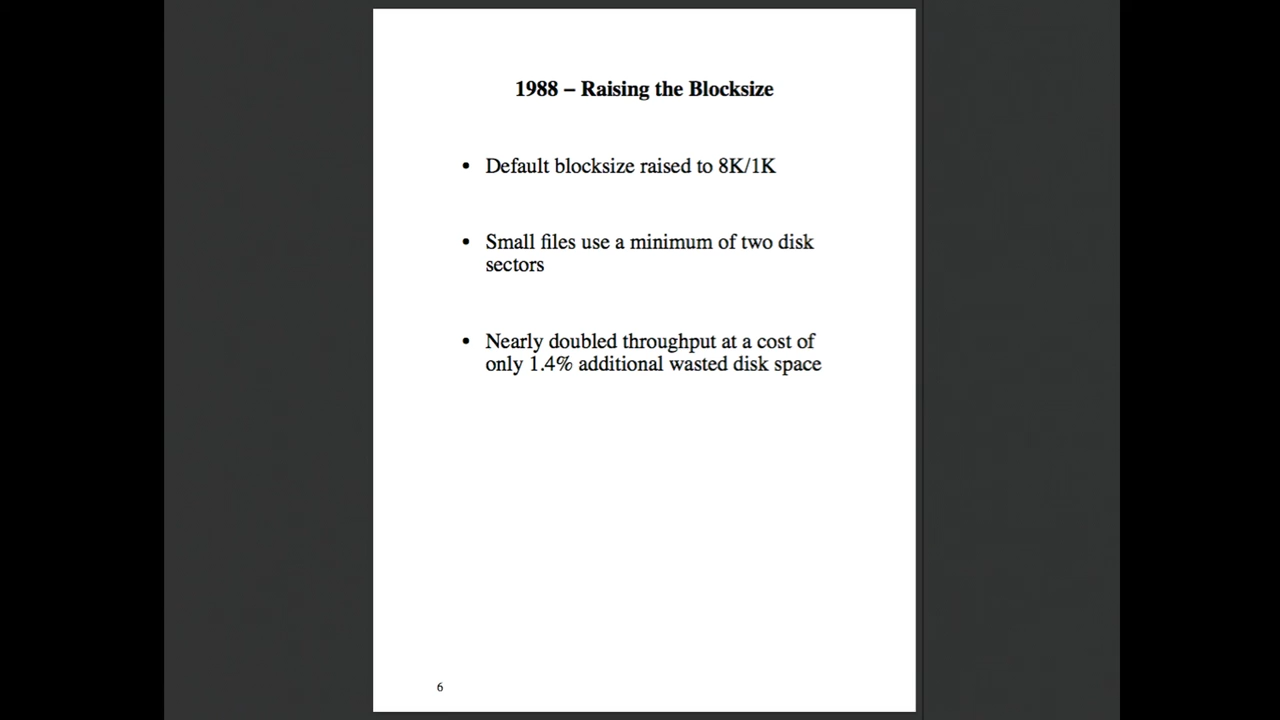 1988 – Raising the Blocksize
• Default blocksize raised to 8K/1K
• Small files use a minimum of two disk
sectors
• Nearly doubled throughput at a cost of
only 1.4% additional wasted disk space
6